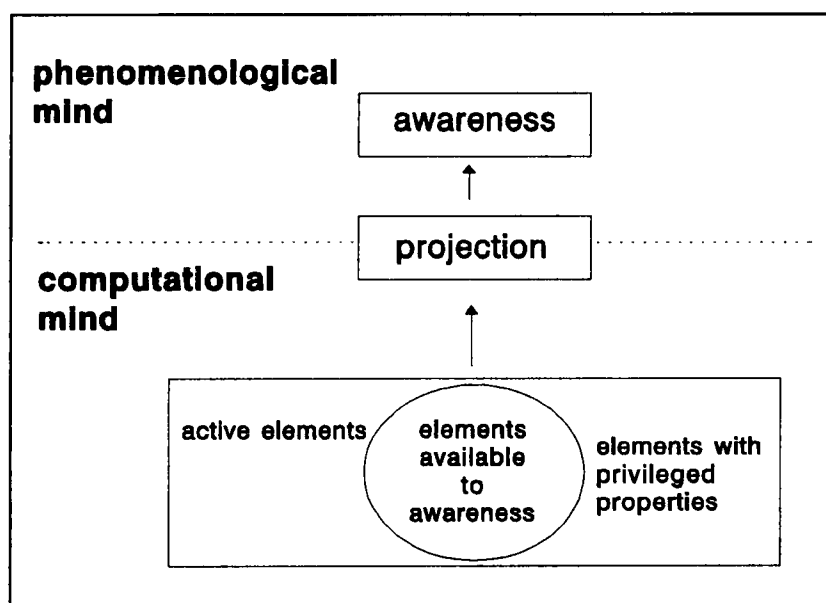 phenomenological
mind
awareness
projection
computational
mind
active elements
elements
available
to
awareness
elements with
privileged
properties